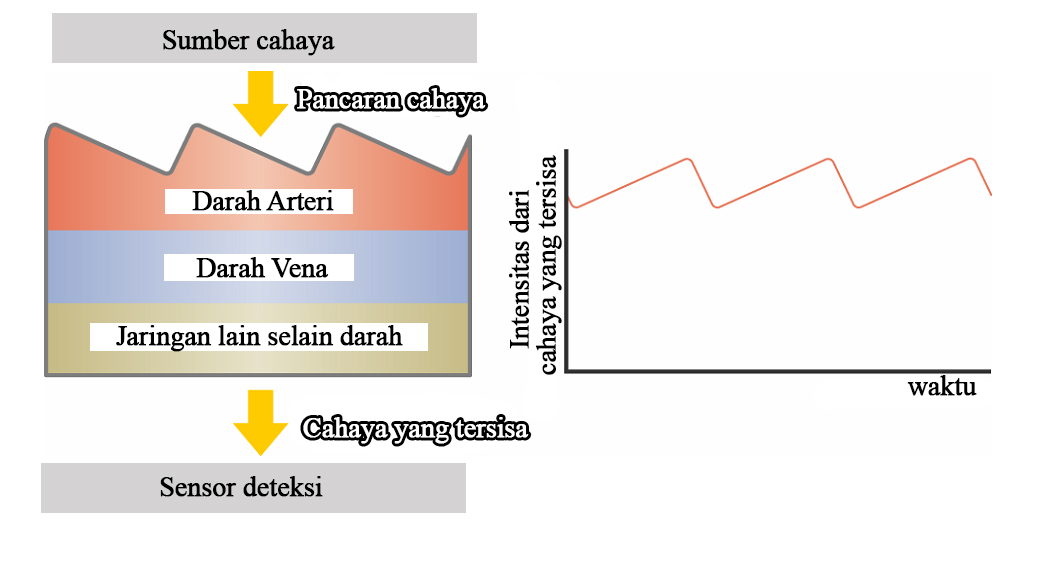 Sumber cahaya
Pancaran cahaya
Darah Arteri
Darah Vena
Jaringan lain selain darah
Cahaya yang tersisa
Sensor deteksi
Intensitas dari
cahaya yang tersisa
waktu